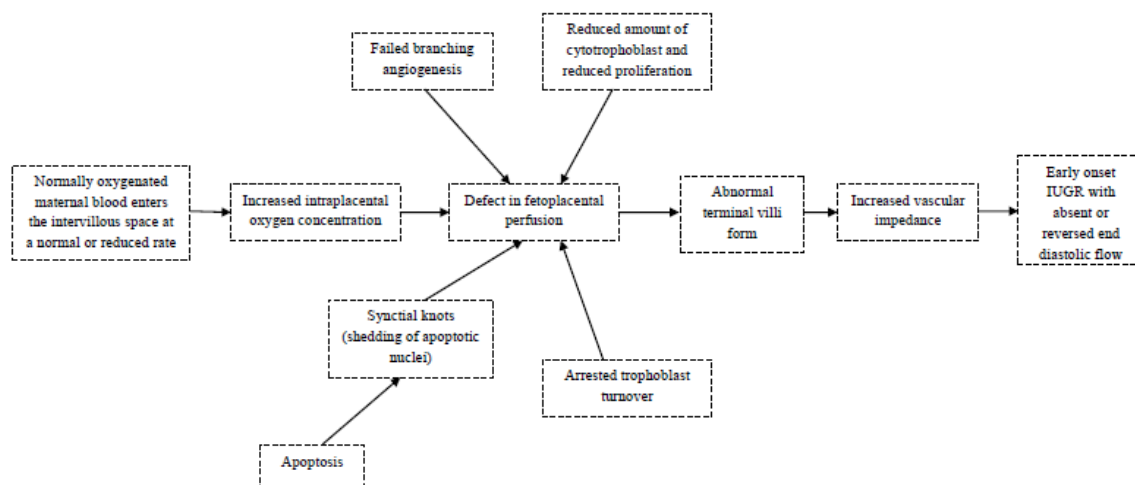 Failed branching
angiogenesis
Reduced amount of
cytotrophoblast and
reduced proliferation
Normally oxygenated
maternal blood enters
the intervillous space at
a normal or reduced rate
Increased intraplacental
oxygen concentration
Defect in fetoplacental
perfusion
Abnormal
terminal villi
form
Increased vascular
impedance
Early onset
IUGR with
absent or
reversed end
diastolic flow
Synctial knots
(shedding of apoptotic
nuclei)
Arrested trophoblast
turnover
Apoptosis